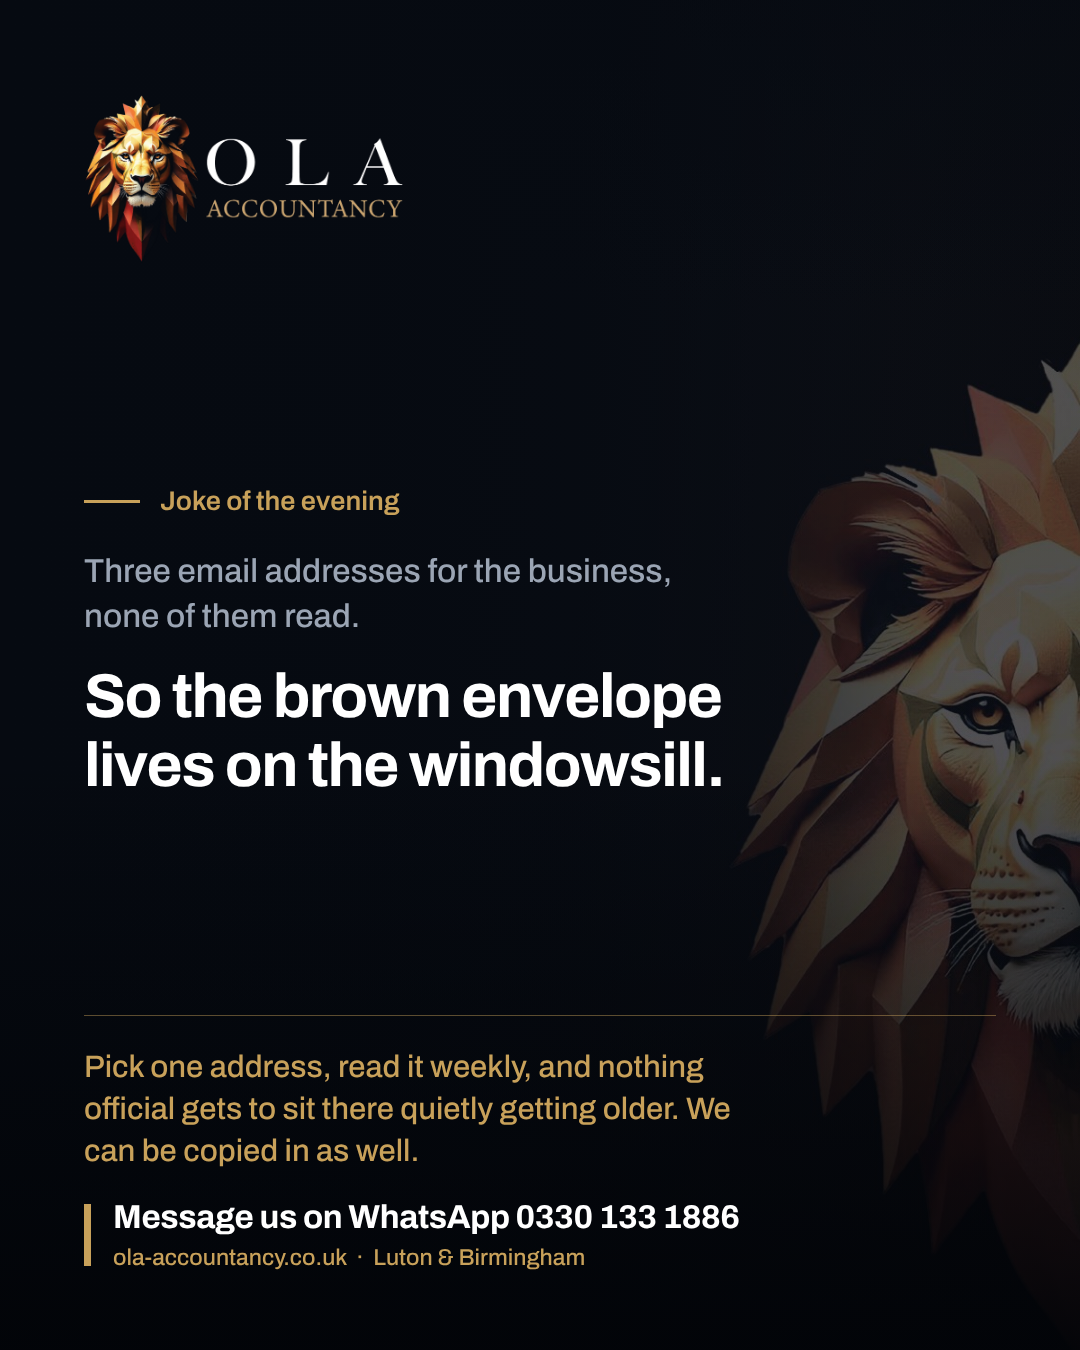 OLA
ACCOUNTANCY
Joke of the evening
Three email addresses for the business,
none of them read.
So the brown envelope
lives on the windowsill.
Pick one address, read it weekly, and nothing
official gets to sit there quietly getting older. We
can be copied in as well.
Message us on WhatsApp 0330 133 1886
ola-accountancy.co.uk · Luton & Birmingham